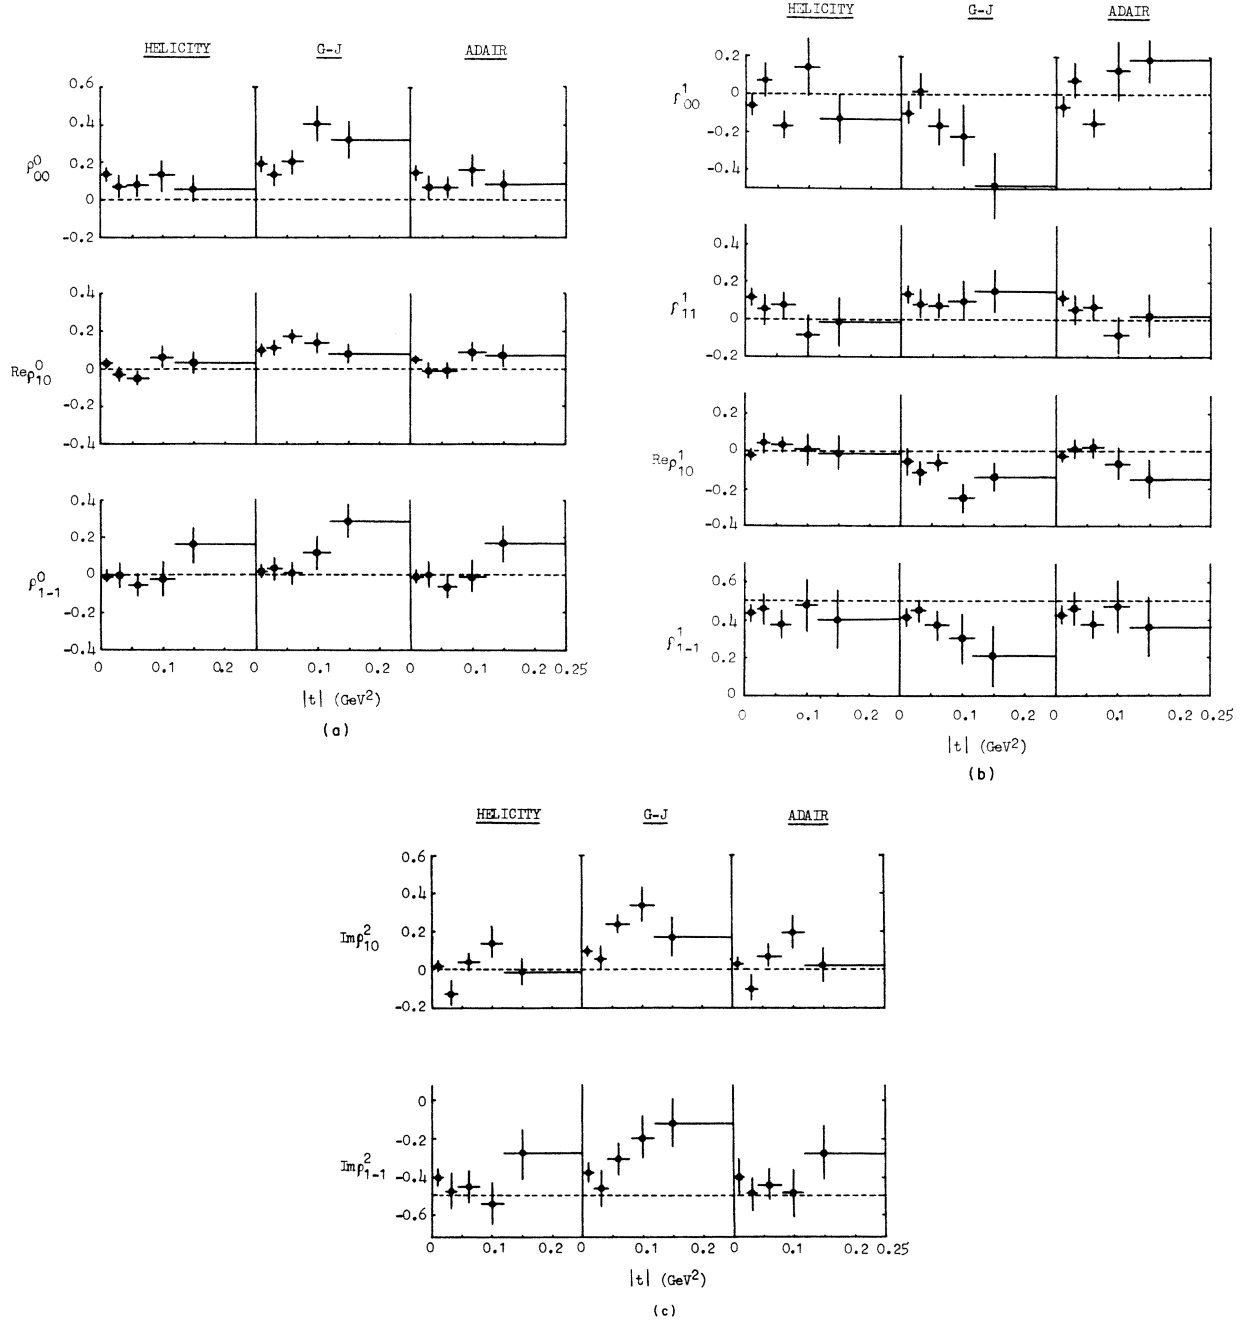 HELICITY G-J ADAIR
0.6
0.4
ρ⁰₀₀ 0.2
0
-0.2
0.4
0.2
Reρ⁰₁₀ 0
-0.2
-0.4
0.4
0.2
0
ρ⁰₁₋₁ -0.2
-0.4
0 0.1 0.2 0 0.1 0.2 0 0.1 0.2 0.25
|t| (GeV²)
(a)
HELICITY G-J ADAIR
0.2
ρ¹₀₀ 0
-0.2
-0.4
0.4
0.2
ρ¹₁₁ 0
-0.2
0.2
Reρ¹₁₀ 0
-0.2
-0.4
0.6
0.4
ρ¹₁₋₁ 0.2
0
0 0.1 0.2 0 0.1 0.2 0 0.1 0.2 0.25
|t| (GeV²)
(b)
HELICITY G-J ADAIR
0.6
0.4
Imρ²₁₀ 0.2
0
-0.2
0
-0.2
Imρ²₁₋₁ -0.4
-0.6
0 0.1 0.2 0 0.1 0.2 0 0.1 0.2 0.25
|t| (GeV²)
(c)